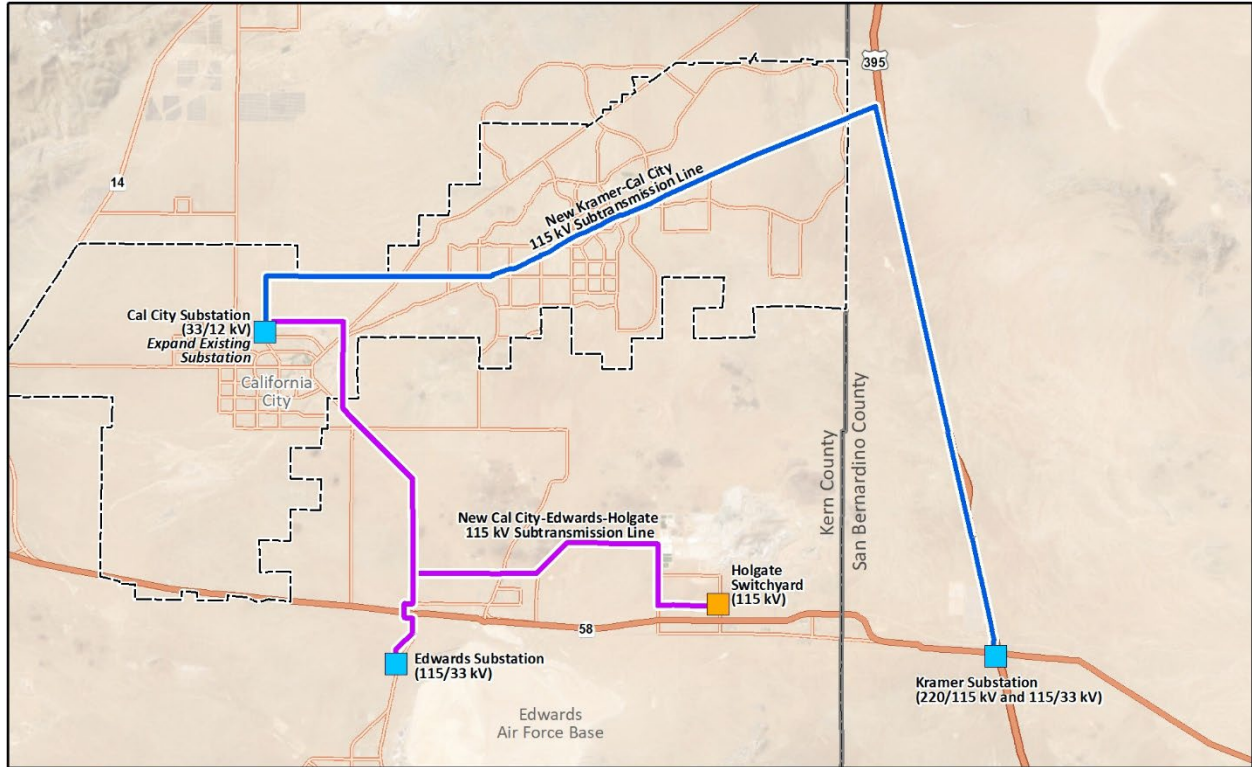 395
14
New Kramer-Cal City
115 kV Subtransmission Line
Cal City Substation
(33/12 kV)
Expand Existing
Substation
California
City
Kern County
San Bernardino County
New Cal City-Edwards-Holgate
115 kV Subtransmission Line
Holgate
Switchyard
(115 kV)
58
Edwards Substation
(115/33 kV)
Kramer Substation
(220/115 kV and 115/33 kV)
Edwards
Air Force Base